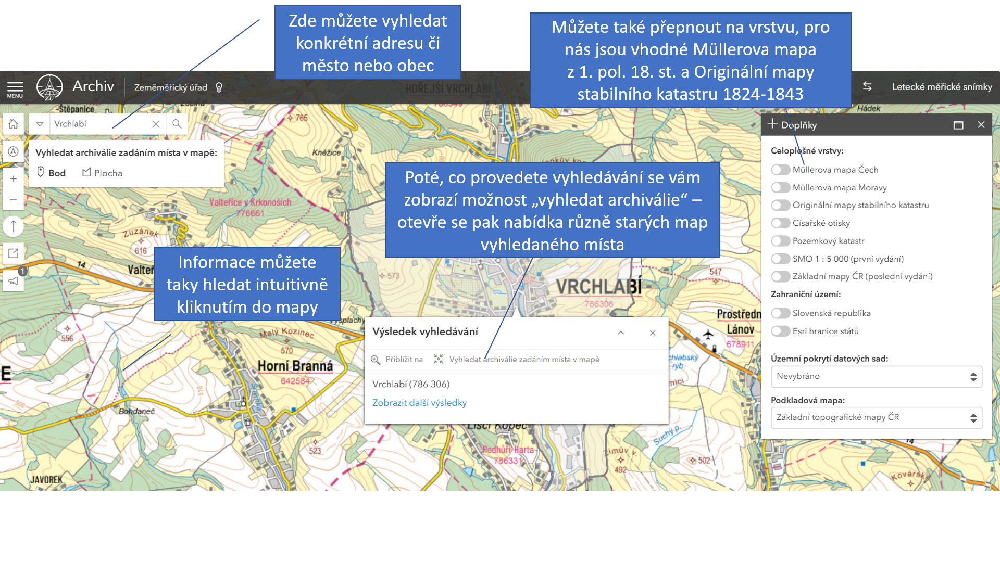 Zde můžete vyhledat
konkrétní adresu či
město nebo obec
Můžete také přepnout na vrstvu, pro
nás jsou vhodné Müllerova mapa
z 1. pol. 18. st. a Originální mapy
stabilního katastru 1824-1843
MENU
ZÚ
Archiv
Zeměměřický úřad
HOŘEJŠÍ VRCHLABÍ
Letecké měřické snímky
-Štěpanice
Hádek
765
Vrchlabí
Doplňky
Vyhledat archiválie zadáním místa v mapě:
Bod
Plocha
Kněžice
Celoplošné vrstvy:
Müllerova mapa Čech
Müllerova mapa Moravy
Originální mapy stabilního katastru
Císařské otisky
Pozemkový katastr
SMO 1 : 5 000 (první vydání)
Základní mapy ČR (poslední vydání)
Zahraniční území:
Slovenská republika
Esri hranice států
Územní pokrytí datových sad:
Nevybráno
Podkladová mapa:
Základní topografické mapy ČR
Poté, co provedete vyhledávání se vám
zobrazí možnost „vyhledat archiválie“ –
otevře se pak nabídka různě starých map
vyhledaného místa
Valteřice v Krkonoších
776661
Zuzánek
616
14
Valteř
1
Informace můžete
taky hledat intuitivně
kliknutím do mapy
573
547
VRCHLABÍ
786306
Prostředn
Lánov
678911
556
Malý Kozinec
570
Horní Branná
642584
Sovinka
510
500
Bohdaneč
Výsledek vyhledávání
Přiblížit na
Vyhledat archiválie zadáním místa v mapě
Vrchlabí (786 306)
Zobrazit další výsledky
E
Liščí Kopec
Suchý p.
523
Podhůří-Harta
786331
492
502
14
Kovársk
JAVOREK